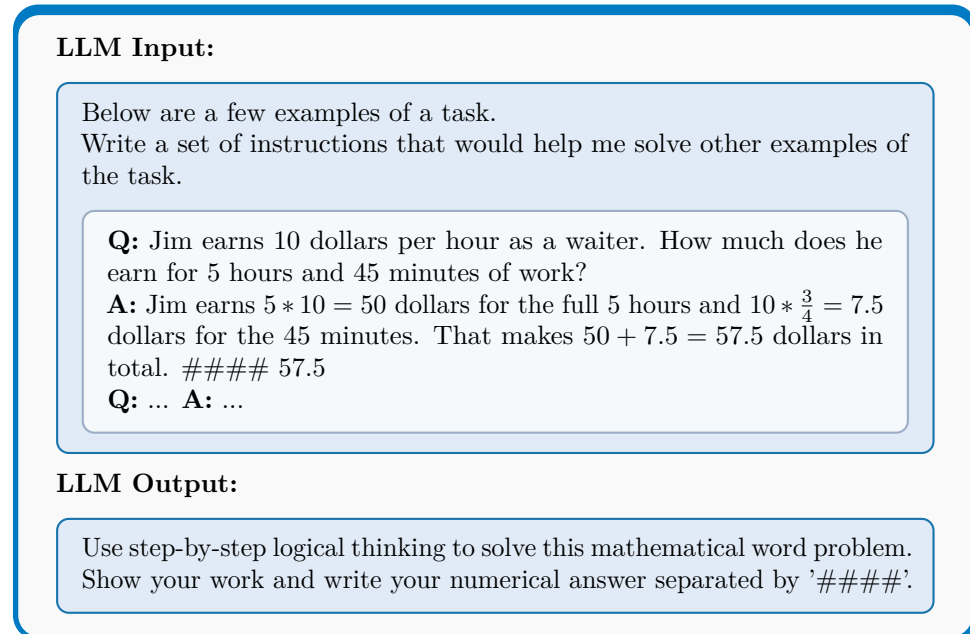 LLM Input:
Below are a few examples of a task.
Write a set of instructions that would help me solve other examples of
the task.
Q: Jim earns 10 dollars per hour as a waiter. How much does he
earn for 5 hours and 45 minutes of work?
A: Jim earns 5 ∗ 10 = 50 dollars for the full 5 hours and 10 ∗ 3/4 = 7.5
dollars for the 45 minutes. That makes 50 + 7.5 = 57.5 dollars in
total. #### 57.5
Q: ... A: ...
LLM Output:
Use step-by-step logical thinking to solve this mathematical word problem.
Show your work and write your numerical answer separated by ’####’.